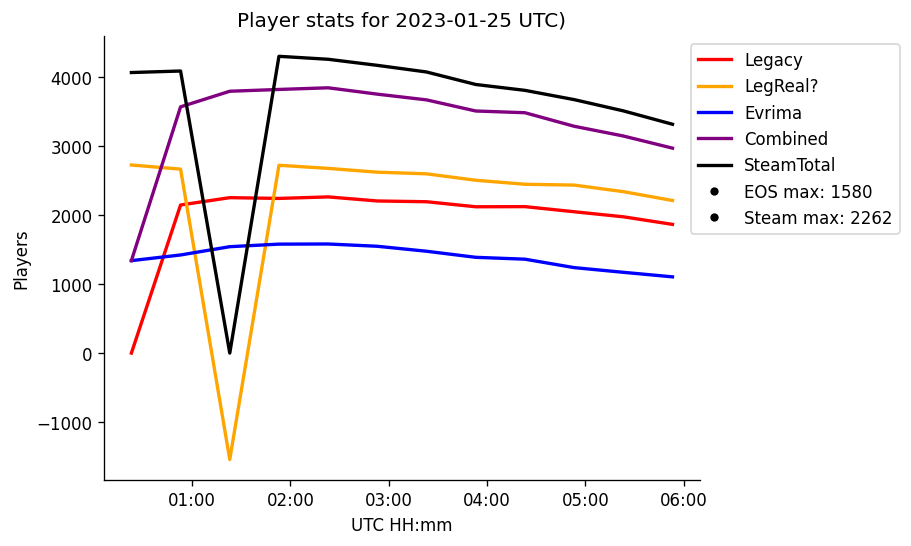 Player stats for 2023-01-25 UTC)
Legacy
LegReal?
Evrima
Combined
SteamTotal
EOS max: 1580
Steam max: 2262
Players
4000
3000
2000
1000
0
−1000
01:00 02:00 03:00 04:00 05:00 06:00
UTC HH:mm